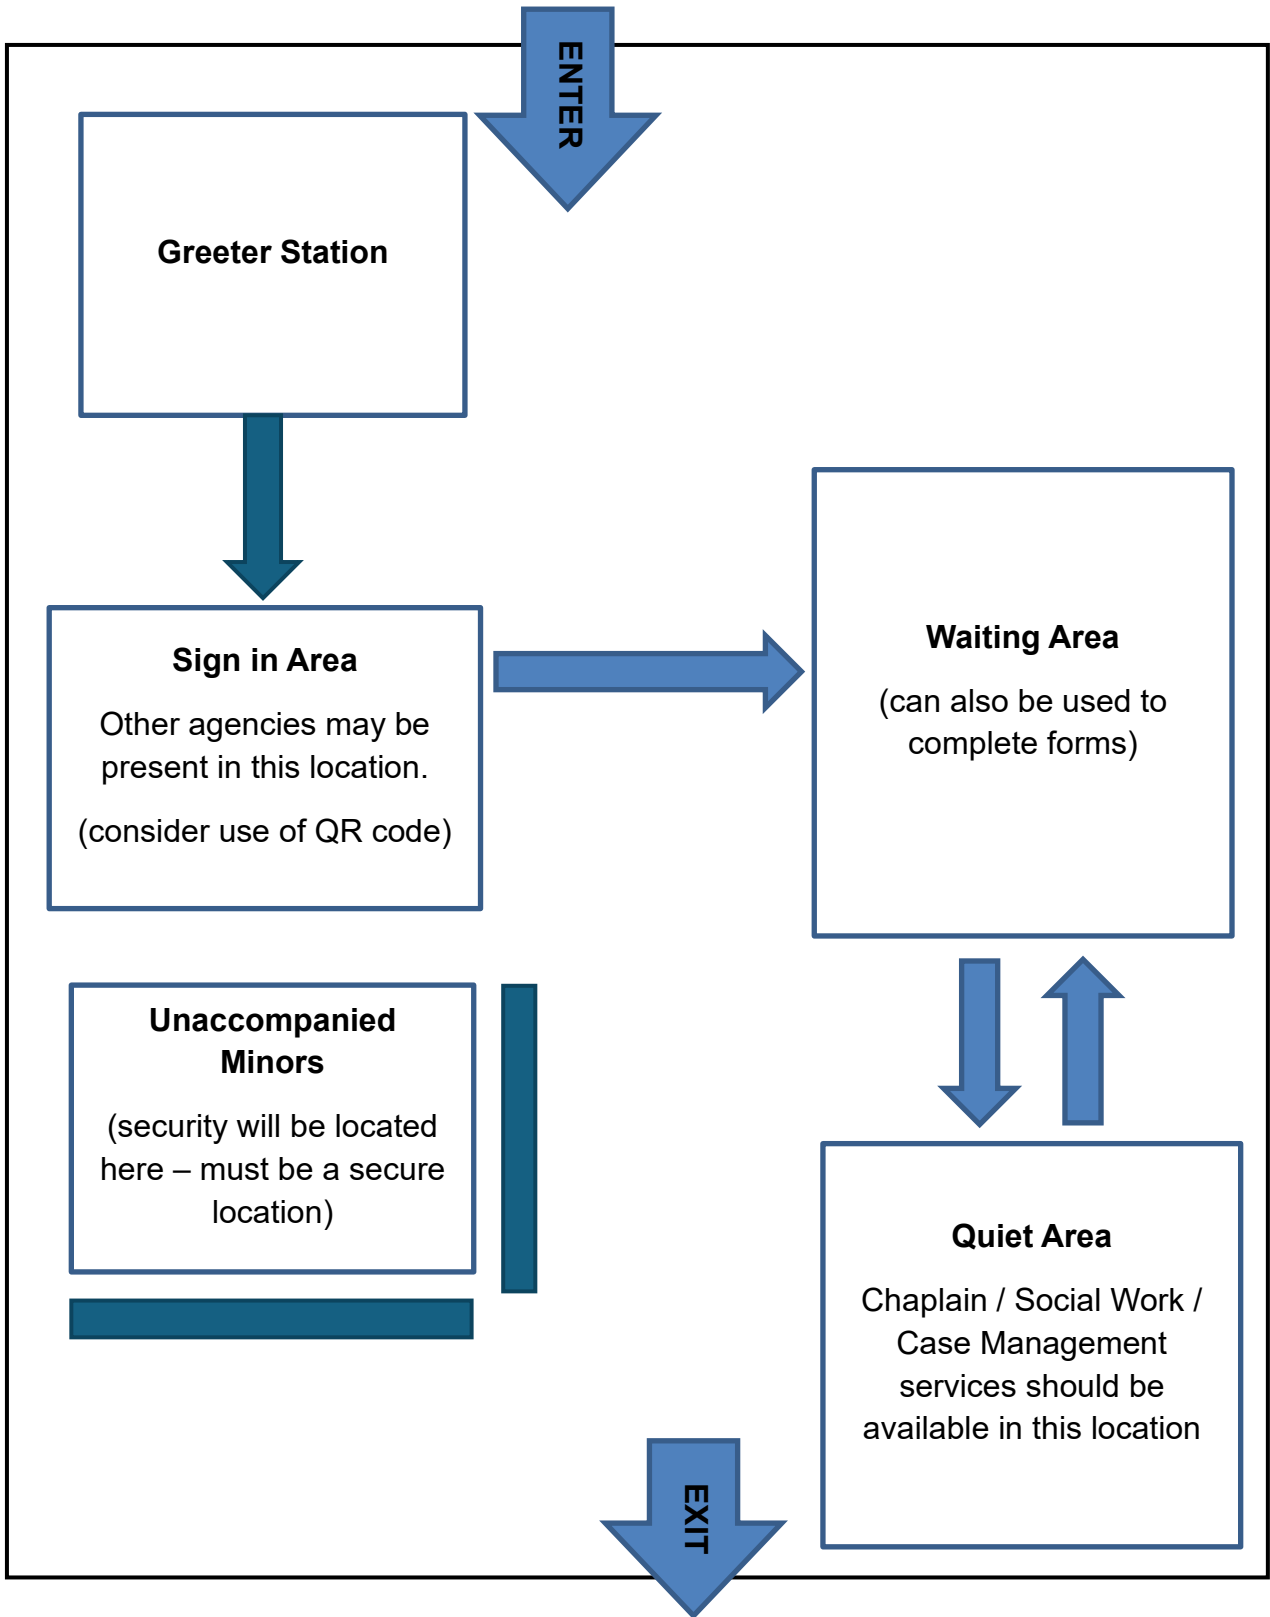 ENTER
Greeter Station
Sign in Area
Other agencies may be
present in this location.
(consider use of QR code)
Waiting Area
(can also be used to
complete forms)
Unaccompanied
Minors
(security will be located
here – must be a secure
location)
Quiet Area
Chaplain / Social Work /
Case Management
services should be
available in this location
EXIT